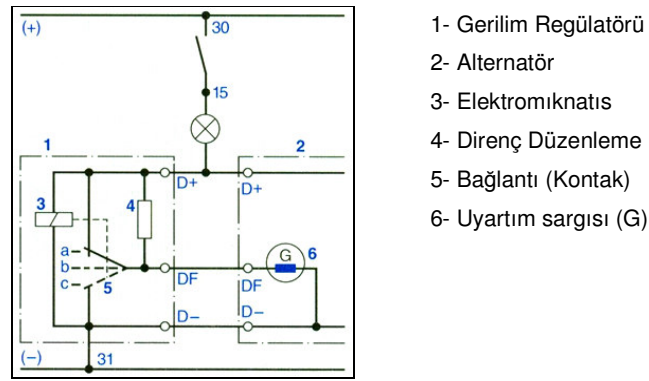 (+)
30
15
1
2
D+
D+
3
4
a
b
c
5
G
6
DF
DF
D–
D–
(–)
31
1- Gerilim Regülatörü
2- Alternatör
3- Elektromıknatıs
4- Direnç Düzenleme
5- Bağlantı (Kontak)
6- Uyartım sargısı (G)